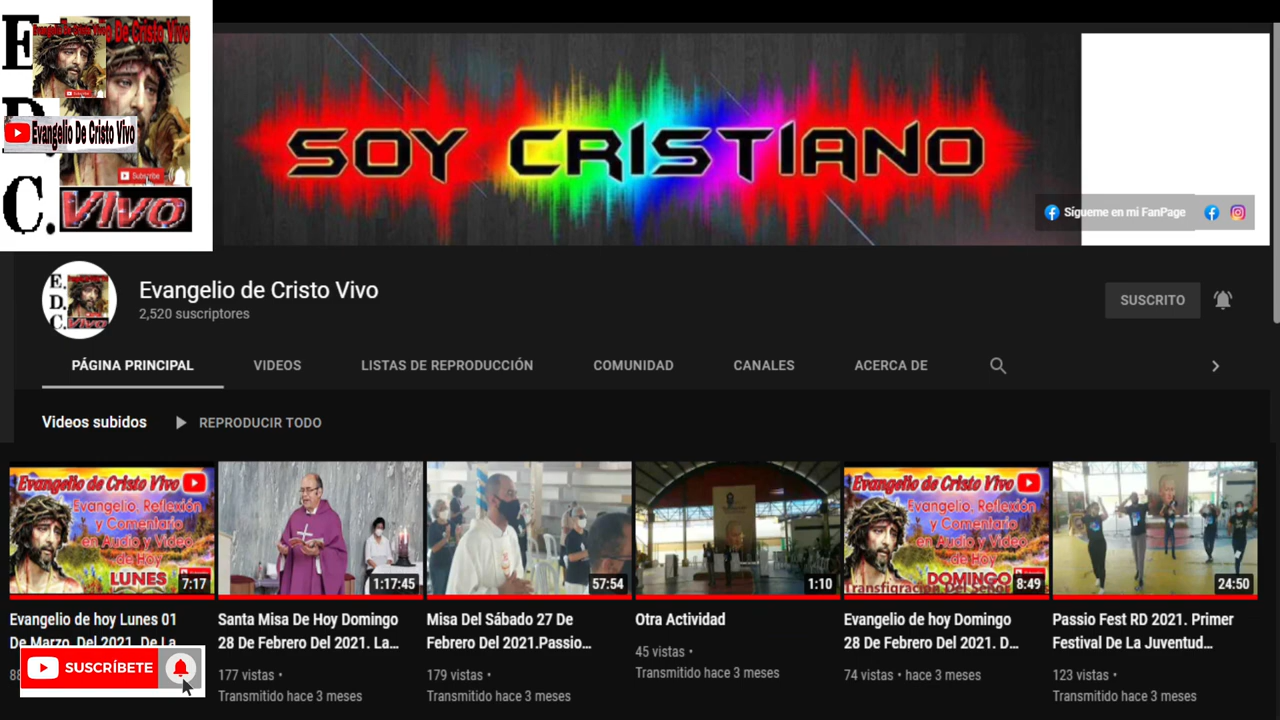 E
D
C.
Evangelio De Cristo Vivo
Subscribe
Evangelio De Cristo Vivo
Subscribe
Vivo
SOY CRISTIANO
Sígueme en mi FanPage
E.
D.
C.Vivo
Evangelio de Cristo Vivo
2,520 suscriptores
SUSCRITO
PÁGINA PRINCIPAL
VIDEOS
LISTAS DE REPRODUCCIÓN
COMUNIDAD
CANALES
ACERCA DE
Videos subidos
REPRODUCIR TODO
Evangelio de Cristo Vivo
Evangelio, Reflexión
y Comentario
en Audio y Video
de Hoy
LUNES
7:17
1:17:45
57:54
1:10
Evangelio de Cristo Vivo
Evangelio, Reflexión
y Comentario
en Audio y Video
de Hoy
DOMINGO
Transfigración Del Señor
8:49
24:50
Evangelio de hoy Lunes 01
De Marzo Del 2021. De La
SUSCRÍBETE
Santa Misa De Hoy Domingo
28 De Febrero Del 2021. La...
177 vistas •
Transmitido hace 3 meses
Misa Del Sábado 27 De
Febrero Del 2021.Passio...
179 vistas •
Transmitido hace 3 meses
Otra Actividad
45 vistas •
Transmitido hace 3 meses
Evangelio de hoy Domingo
28 De Febrero Del 2021. D...
74 vistas • hace 3 meses
Passio Fest RD 2021. Primer
Festival De La Juventud...
123 vistas •
Transmitido hace 3 meses